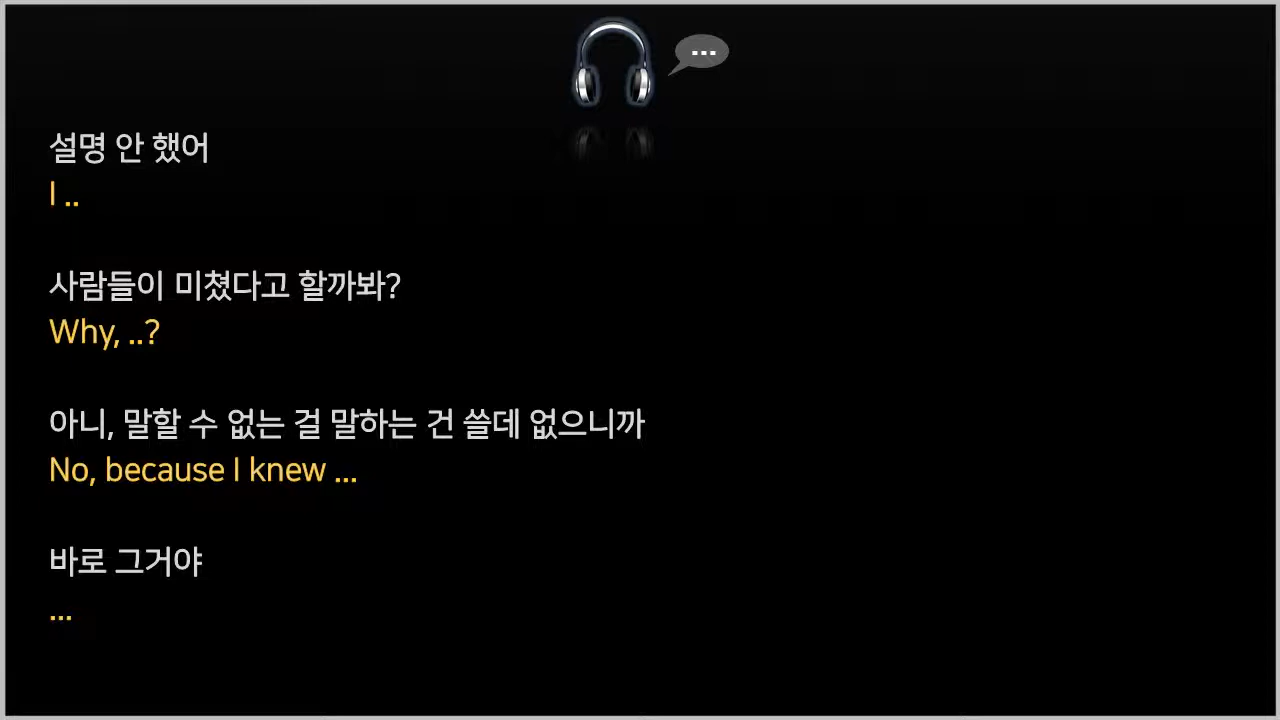 ...
설명 안 했어
I ..
사람들이 미쳤다고 할까봐?
Why, ..?
아니, 말할 수 없는 걸 말하는 건 쓸데 없으니까
No, because I knew ...
바로 그거야
...